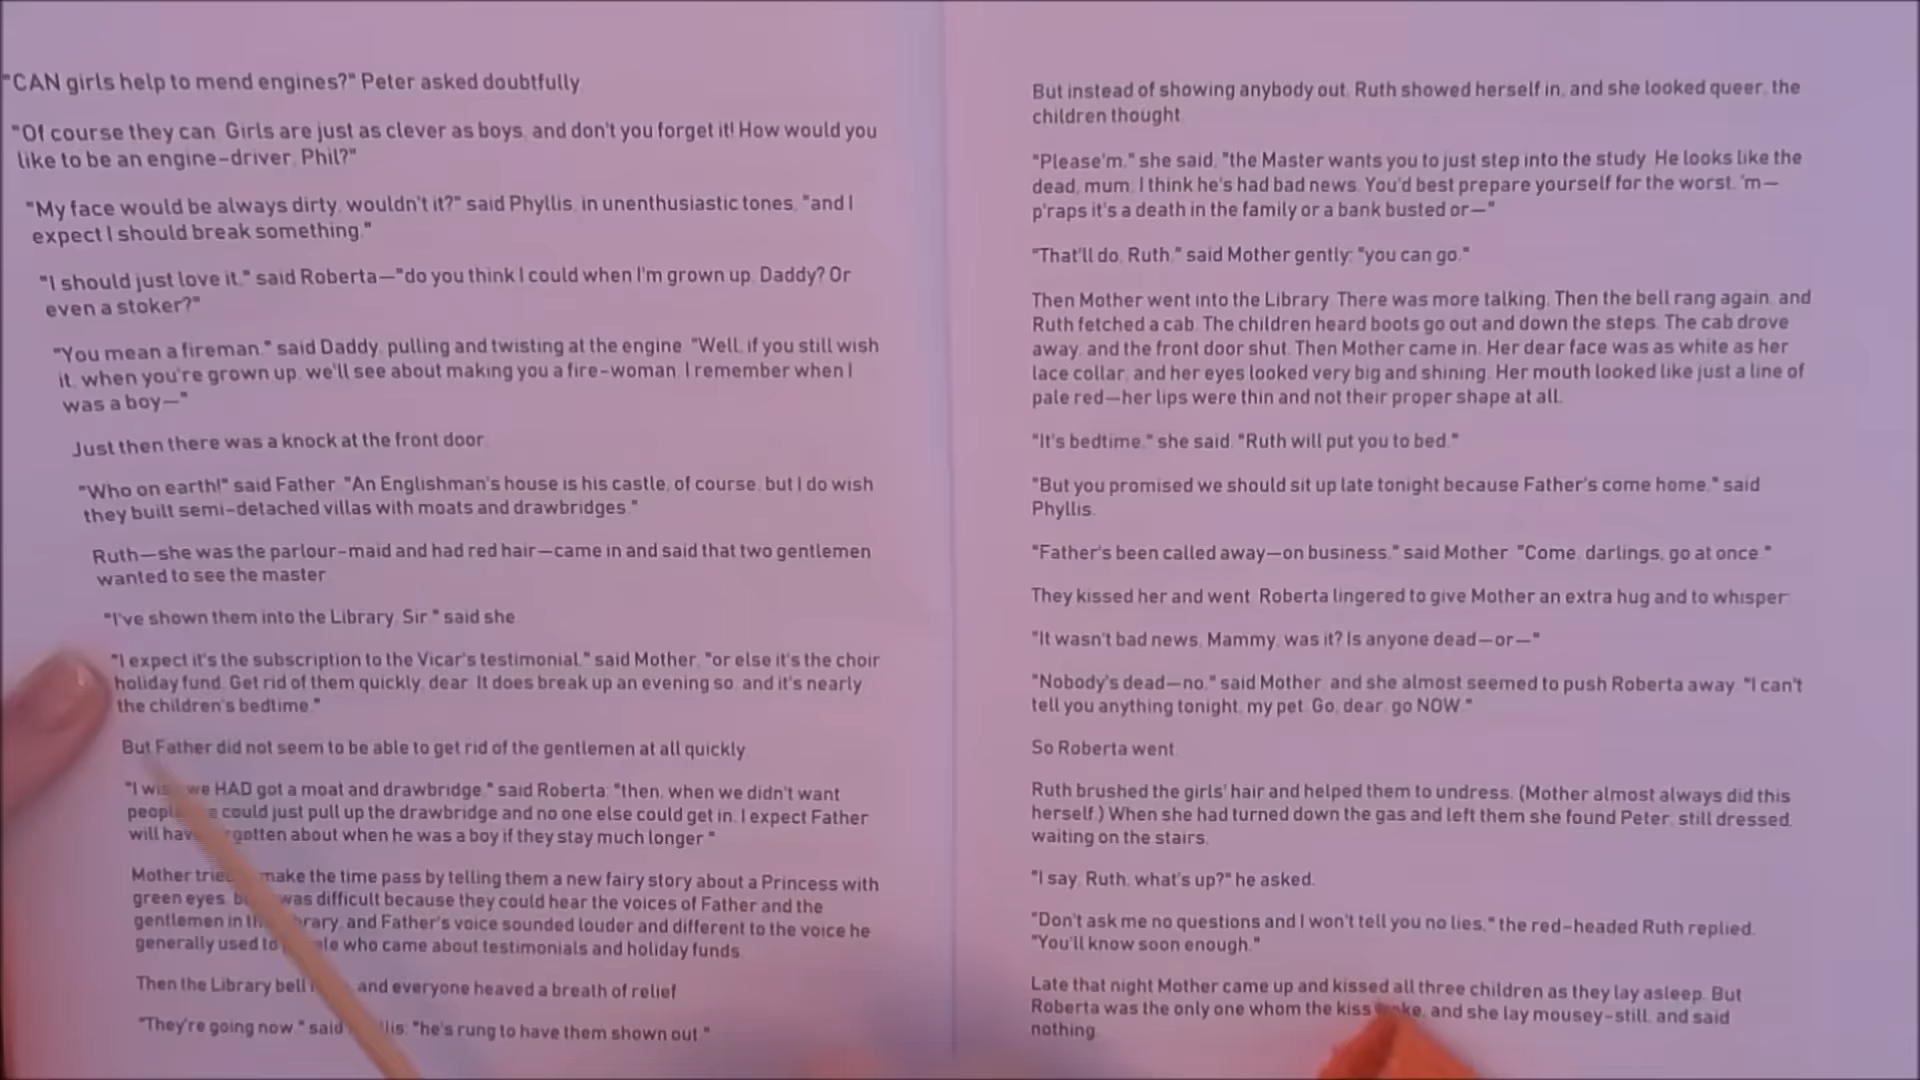 "CAN girls help to mend engines?" Peter asked doubtfully
"Of course they can. Girls are just as clever as boys, and don't you forget it! How would you
like to be an engine-driver, Phil?"
"My face would be always dirty, wouldn't it?" said Phyllis, in unenthusiastic tones, "and I
expect I should break something."
"I should just love it," said Roberta—"do you think I could when I'm grown up, Daddy? Or
even a stoker?"
"You mean a fireman," said Daddy, pulling and twisting at the engine. "Well, if you still wish
it, when you're grown up, we'll see about making you a fire-woman. I remember when I
was a boy—"
Just then there was a knock at the front door.
"Who on earth!" said Father. "An Englishman's house is his castle, of course, but I do wish
they built semi-detached villas with moats and drawbridges."
Ruth—she was the parlour-maid and had red hair—came in and said that two gentlemen
wanted to see the master.
"I've shown them into the Library, Sir," said she.
"I expect it's the subscription to the Vicar's testimonial," said Mother, "or else it's the choir
holiday fund. Get rid of them quickly, dear. It does break up an evening so, and it's nearly
the children's bedtime."
But Father did not seem to be able to get rid of the gentlemen at all quickly.
"I we HAD got a moat and drawbridge," said Roberta; "then, when we didn't want
could just pull up the drawbridge and no one else could get in. I expect Father
will about when he was a boy if they stay much longer."
Mother make the time pass by telling them a new fairy story about a Princess with
green eyes, was difficult because they could hear the voices of Father and the
gentlemen in and Father's voice sounded louder and different to the voice he
generally used to who came about testimonials and holiday funds.
Then the Library bell and everyone heaved a breath of relief
"They're going now," said "he's rung to have them shown out."
But instead of showing anybody out, Ruth showed herself in, and she looked queer, the
children thought.
"Please'm," she said, "the Master wants you to just step into the study. He looks like the
dead, mum; I think he's had bad news. You'd best prepare yourself for the worst, 'm—
p'raps it's a death in the family or a bank busted or—"
"That'll do, Ruth," said Mother gently; "you can go."
Then Mother went into the Library. There was more talking. Then the bell rang again, and
Ruth fetched a cab. The children heard boots go out and down the steps. The cab drove
away, and the front door shut. Then Mother came in. Her dear face was as white as her
lace collar, and her eyes looked very big and shining. Her mouth looked like just a line of
pale red—her lips were thin and not their proper shape at all.
"It's bedtime," she said. "Ruth will put you to bed."
"But you promised we should sit up late tonight because Father's come home," said
Phyllis.
"Father's been called away—on business," said Mother. "Come, darlings, go at once."
They kissed her and went. Roberta lingered to give Mother an extra hug and to whisper:
"It wasn't bad news, Mammy, was it? Is anyone dead—or—"
"Nobody's dead—no," said Mother, and she almost seemed to push Roberta away. "I can't
tell you anything tonight, my pet. Go, dear, go NOW."
So Roberta went.
Ruth brushed the girls' hair and helped them to undress. (Mother almost always did this
herself.) When she had turned down the gas and left them she found Peter, still dressed,
waiting on the stairs.
"I say, Ruth, what's up?" he asked.
"Don't ask me no questions and I won't tell you no lies," the red-headed Ruth replied.
"You'll know soon enough."
Late that night Mother came up and kissed all three children as they lay asleep. But
Roberta was the only one whom the kiss and she lay mousey-still, and said
nothing.